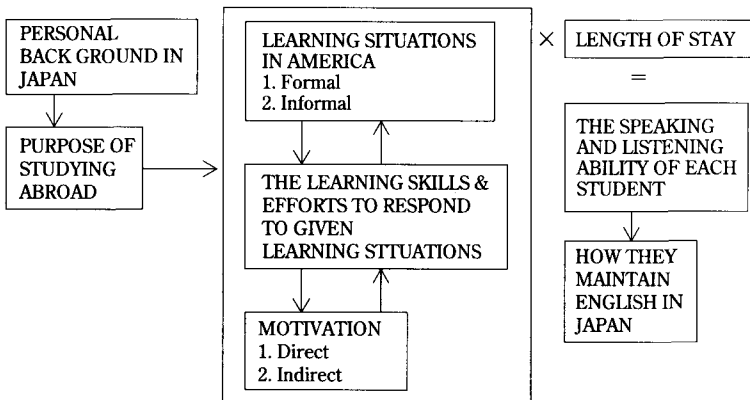 PERSONAL
BACK GROUND IN
JAPAN
PURPOSE OF
STUDYING
ABROAD
LEARNING SITUATIONS
IN AMERICA
1. Formal
2. Informal
THE LEARNING SKILLS &
EFFORTS TO RESPOND
TO GIVEN
LEARNING STTUATIONS
MOTIVATION
1. Direct
2. Indirect
× LENGTH OF STAY
=
THE SPEAKING
AND LISTENING
ABILITY OF EACH
STUDENT
HOW THEY
MAINTAIN
ENGLISH IN
JAPAN